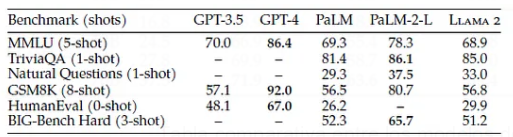 Benchmark (shots) GPT-3.5 GPT-4 PaLM PaLM-2-L LLAMA 2
MMLU (5-shot) 70.0 86.4 69.3 78.3 68.9
TriviaQA (1-shot) – – 81.4 86.1 85.0
Natural Questions (1-shot) – – 29.3 37.5 33.0
GSM8K (8-shot) 57.1 92.0 56.5 80.7 56.8
HumanEval (0-shot) 48.1 67.0 26.2 – 29.9
BIG-Bench Hard (3-shot) – – 52.3 65.7 51.2